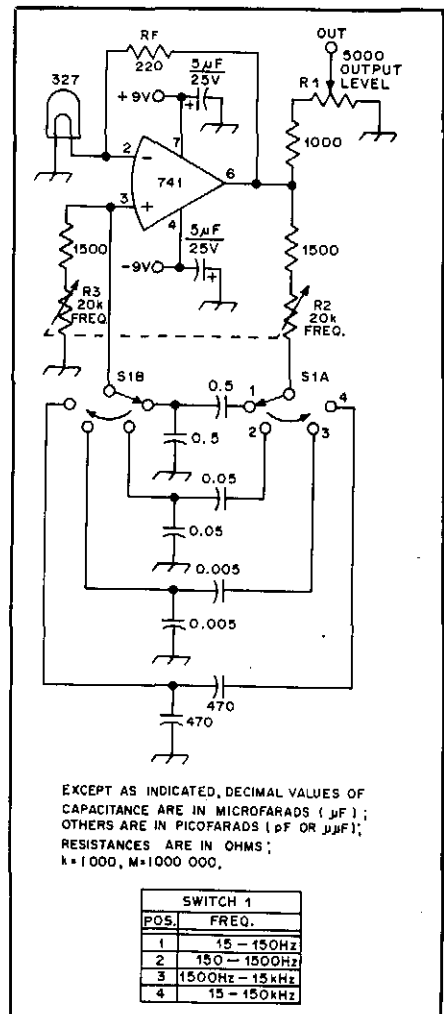 OUT
5000
OUTPUT
LEVEL
R1
RF
220
327
5µF
25V
+9V
+
1000
2
-
7
741
6
3
+
4
5µF
25V
-9V
+
1500
1500
R3
20k
FREQ.
R2
20k
FREQ.
S1B
S1A
0.5
1
4
0.5
2
3
0.05
0.05
0.005
0.005
470
470
EXCEPT AS INDICATED, DECIMAL VALUES OF
CAPACITANCE ARE IN MICROFARADS ( µF ) ;
OTHERS ARE IN PICOFARADS ( pF OR µµF);
RESISTANCES ARE IN OHMS ;
k=1000, M=1000 000.
SWITCH 1
POS. FREQ.
1 15 – 150Hz
2 150 – 1500Hz
3 1500Hz – 15kHz
4 15 – 150kHz